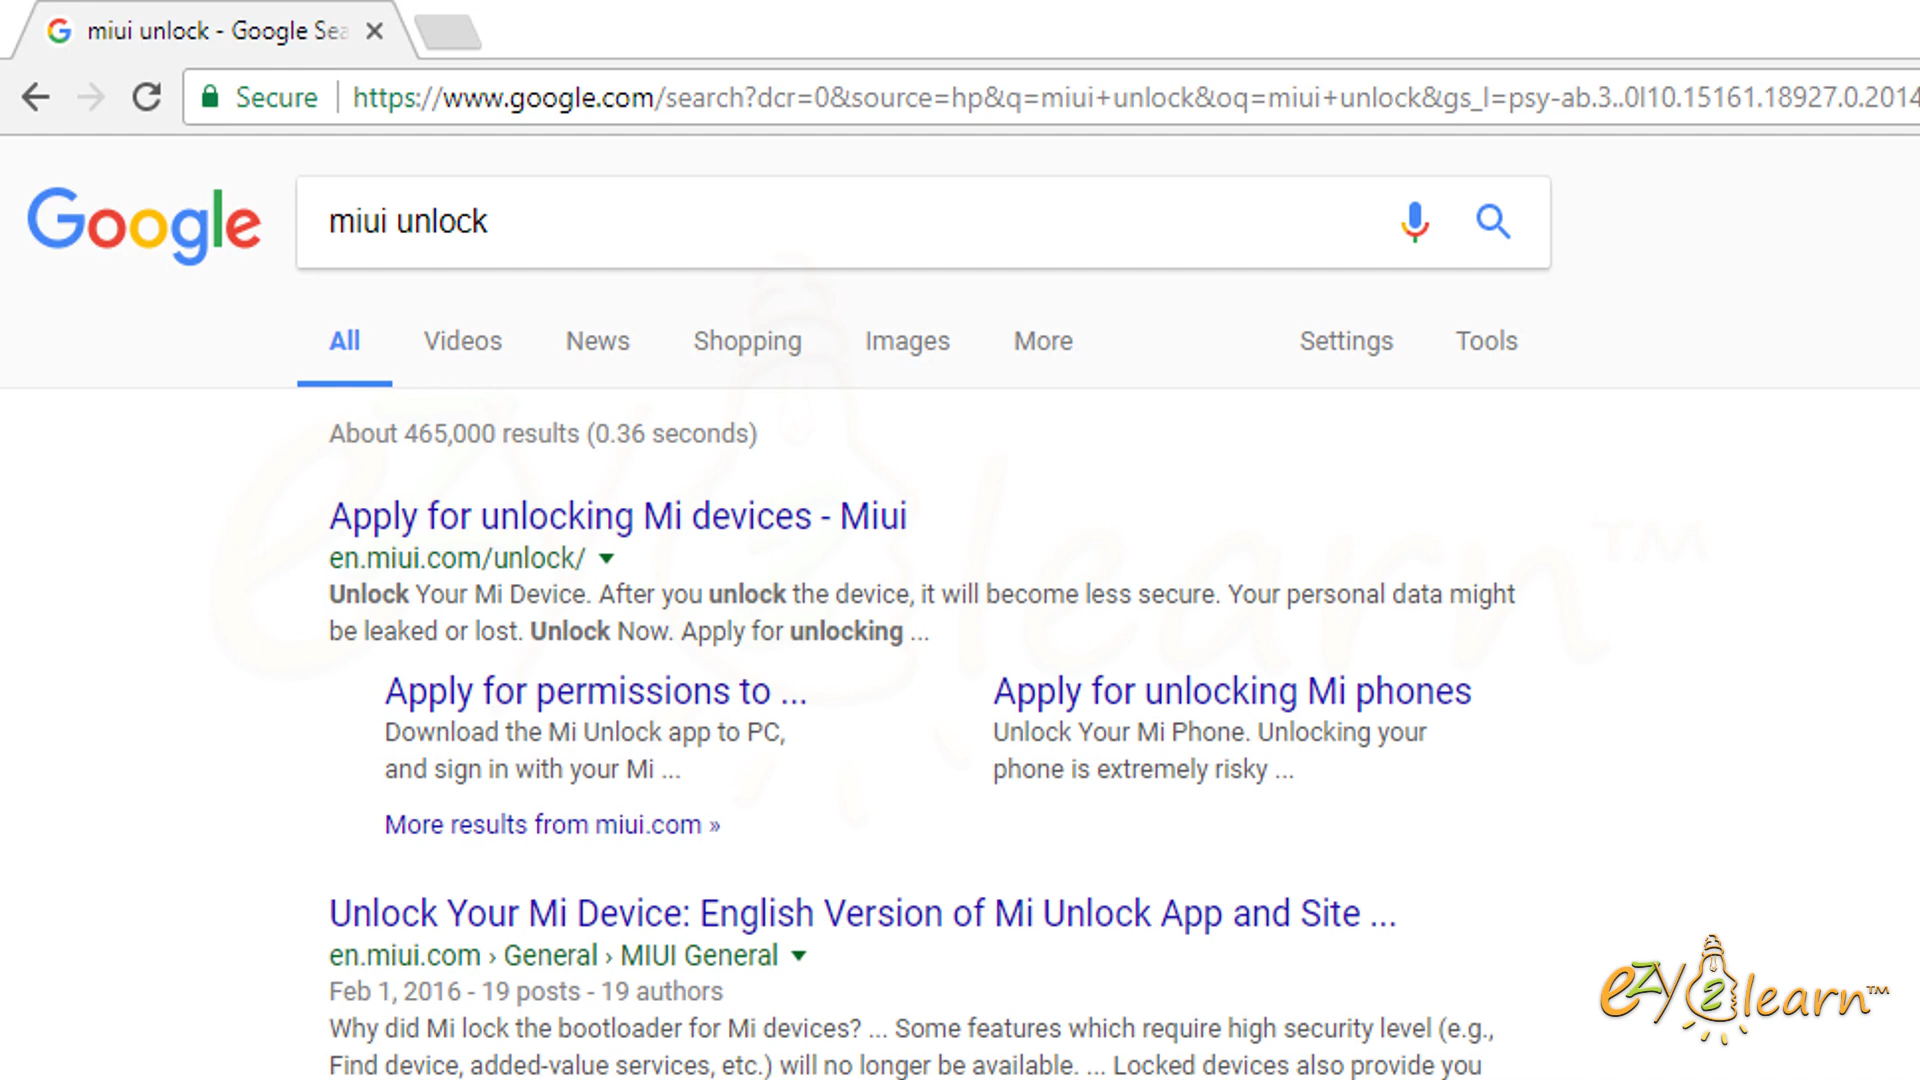 miui unlock - Google Sea
Secure https://www.google.com/search?dcr=0&source=hp&q=miui+unlock&oq=miui+unlock&gs_l=psy-ab.3..0l10.15161.18927.0.2014
Google miui unlock
All Videos News Shopping Images More Settings Tools
About 465,000 results (0.36 seconds)
Apply for unlocking Mi devices - Miui
en.miui.com/unlock/
Unlock Your Mi Device. After you unlock the device, it will become less secure. Your personal data might
be leaked or lost. Unlock Now. Apply for unlocking ...
Apply for permissions to ...
Download the Mi Unlock app to PC,
and sign in with your Mi ...
Apply for unlocking Mi phones
Unlock Your Mi Phone. Unlocking your
phone is extremely risky ...
More results from miui.com »
Unlock Your Mi Device: English Version of Mi Unlock App and Site ...
en.miui.com › General › MIUI General
Feb 1, 2016 - 19 posts - 19 authors
Why did Mi lock the bootloader for Mi devices? ... Some features which require high security level (e.g.,
Find device, added-value services, etc.) will no longer be available. ... Locked devices also provide you
ezy2learn™
ezy2learn™